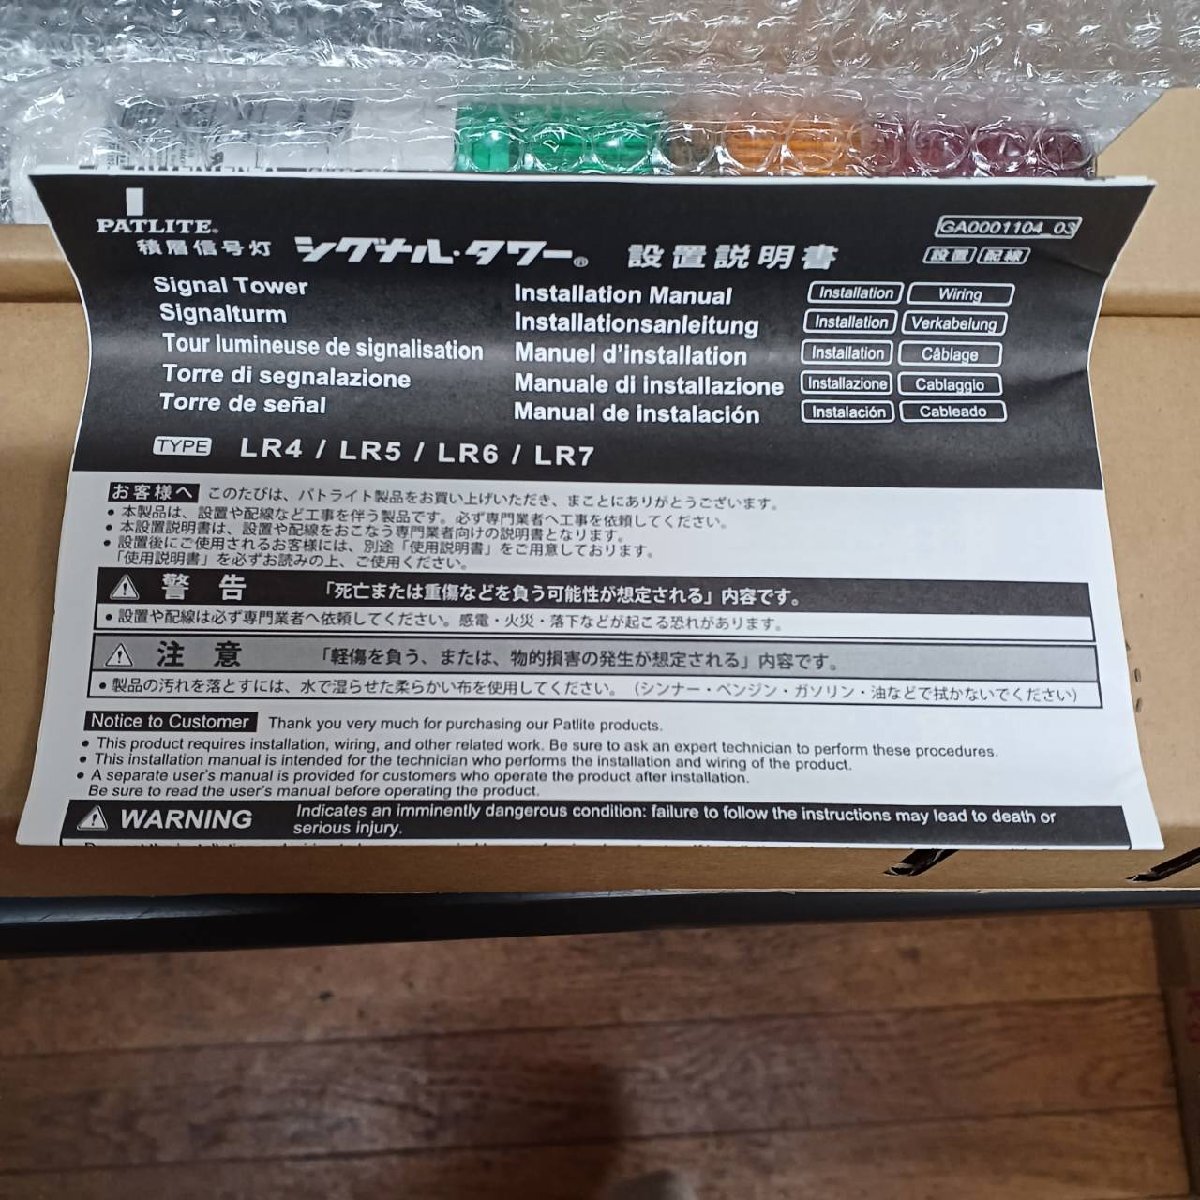 PATLITE®
GA0001104_03
積層信号灯 シグナル・タワー® 設置説明書 設置 配線
Signal Tower Installation Manual Installation Wiring
Signalturm Installationsanleitung Installation Verkabelung
Tour lumineuse de signalisation Manuel d'installation Installation Câblage
Torre di segnalazione Manuale di installazione Installazione Cablaggio
Torre de señal Manual de instalación Instalación Cableado
TYPE LR4 / LR5 / LR6 / LR7
お客様へ このたびは、パトライト製品をお買い上げいただき、まことにありがとうございます。
• 本製品は、設置や配線など工事を伴う製品です。必ず専門業者へ工事を依頼してください。
• 本設置説明書は、設置や配線をおこなう専門業者向けの説明書となります。
• 設置後にご使用されるお客様には、別途「使用説明書」をご用意しております。
「使用説明書」を必ずお読みの上、ご使用ください。
警告 「死亡または重傷などを負う可能性が想定される」内容です。
• 設置や配線は必ず専門業者へ依頼してください。感電・火災・落下などが起こる恐れがあります。
注意 「軽傷を負う、または、物的損害の発生が想定される」内容です。
• 製品の汚れを落とすには、水で湿らせた柔らかい布を使用してください。（シンナー・ベンジン・ガソリン・油などで拭かないでください）
Notice to Customer Thank you very much for purchasing our Patlite products.
• This product requires installation, wiring, and other related work. Be sure to ask an expert technician to perform these procedures.
• This installation manual is intended for the technician who performs the installation and wiring of the product.
• A separate user's manual is provided for customers who operate the product after installation.
Be sure to read the user's manual before operating the product.
WARNING Indicates an imminently dangerous condition: failure to follow the instructions may lead to death or
serious injury.